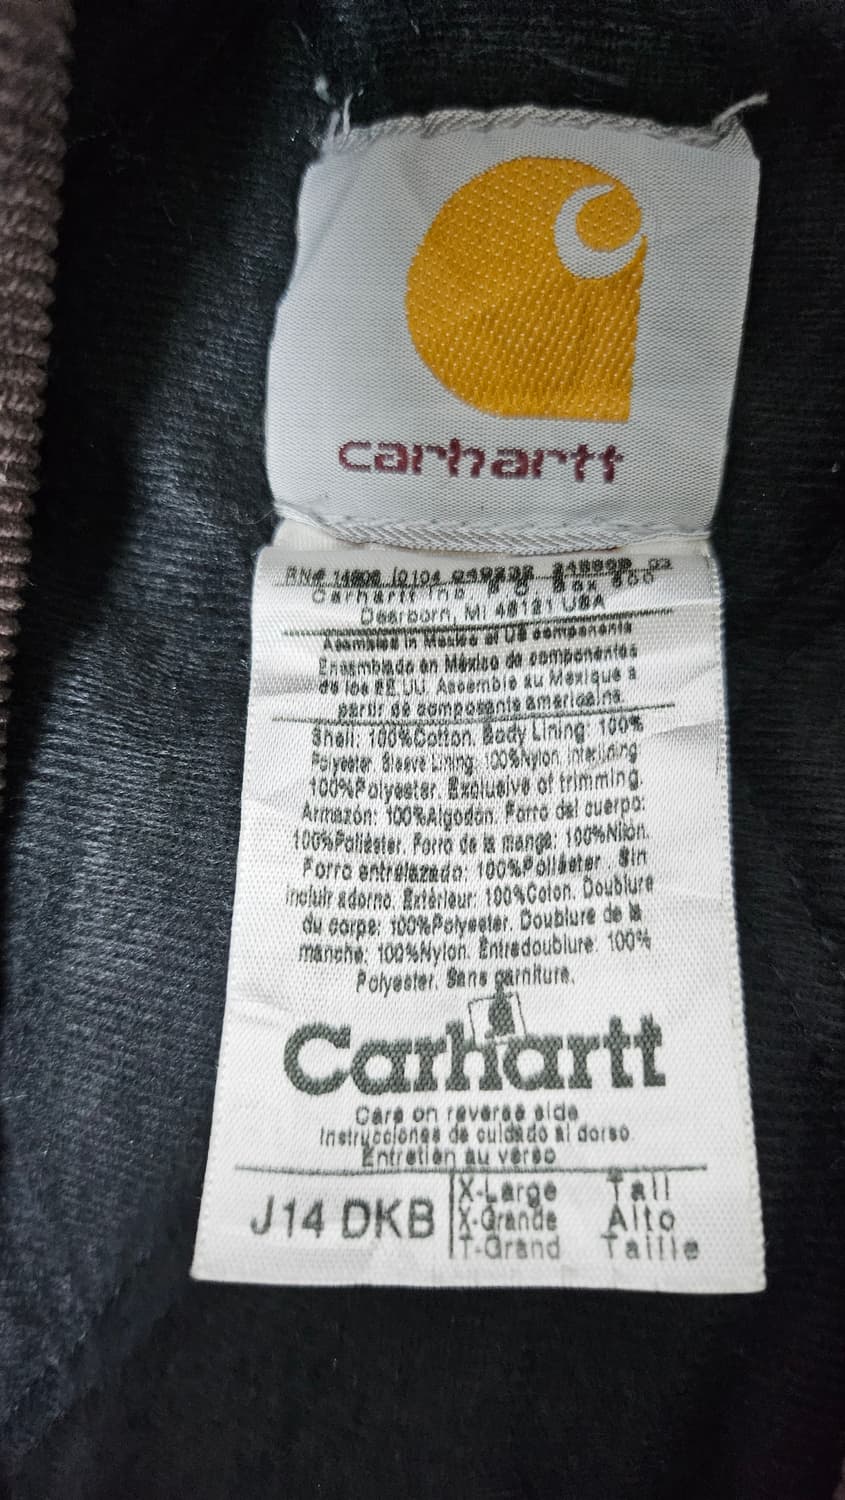 carhartt
RN# 14806 10104
Carhartt Inc. P.O. Box 600
Dearborn, MI 48121 USA
Assembled in Mexico of US components
Ensamblado en México de componentes
de los EE.UU. Assemble au Mexique a
partir de composants americains.
Shell: 100%Cotton. Body Lining: 100%
Polyester. Sleeve Lining: 100%Nylon. Interlining
100%Polyester. Exclusive of trimming.
Armazón: 100%Algodón. Forro del cuerpo:
100%Poliéster. Forro de la manga: 100%Nilón.
Forro entrelazado: 100%Poliéster. Sin
incluir adorno. Extérieur: 100%Coton. Doublure
du corps: 100%Polyester. Doublure de la
manche: 100%Nylon. Entredoublure: 100%
Polyester. Sans garniture.
Carhartt
Care on reverse side
Instrucciones de cuidado al dorso.
Entretien au verso
J14 DKB X-Large Tall
X-Grande Alto
T-Grand Taille